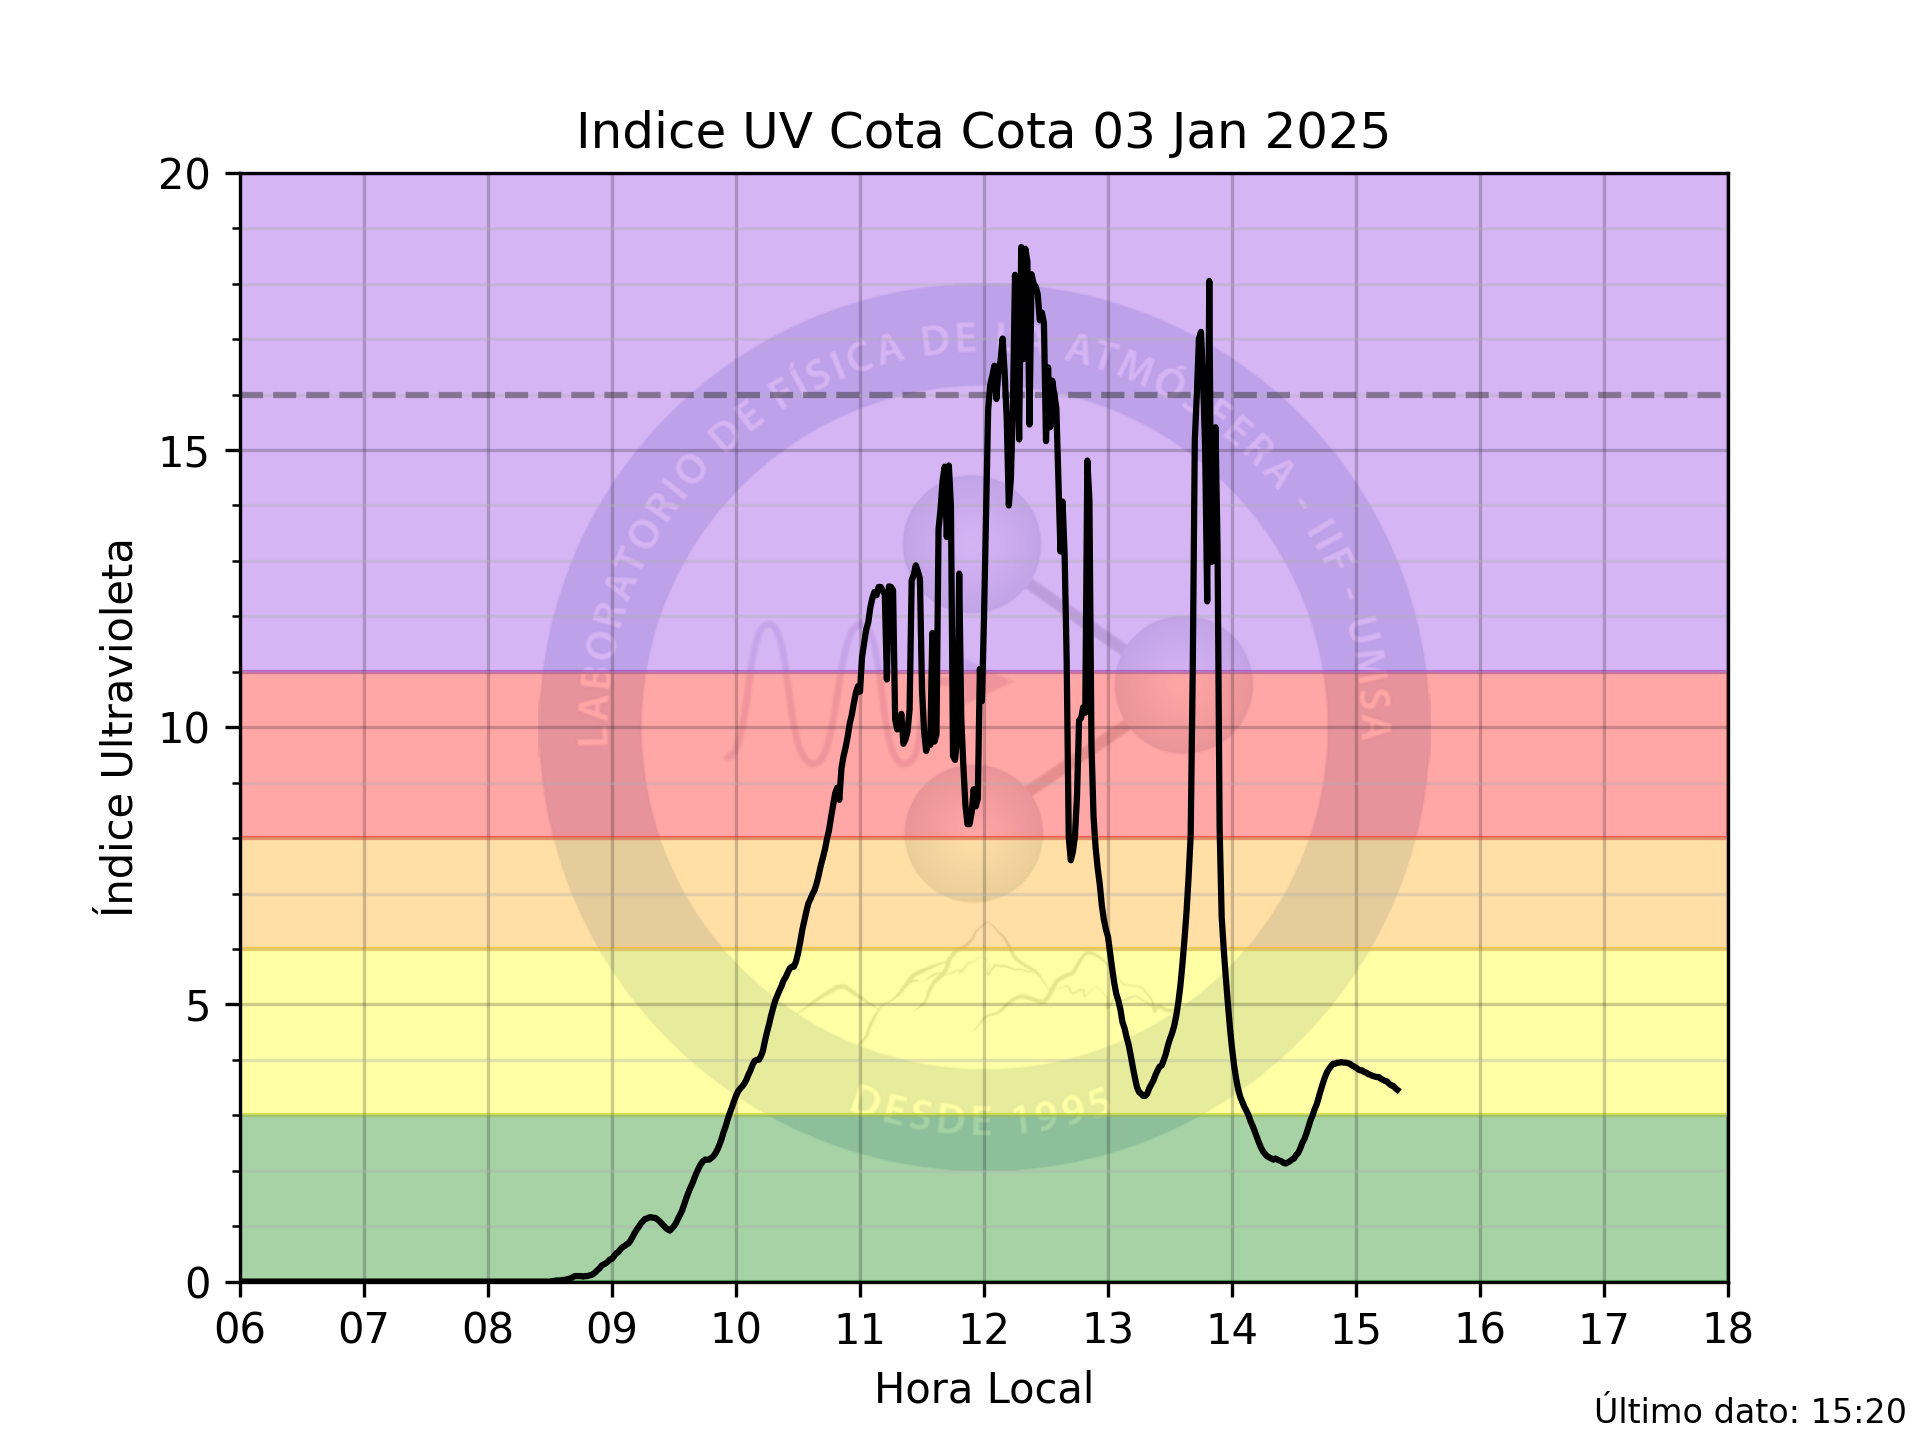 Indice UV Cota Cota 03 Jan 2025
20
15
10
5
0
Índice Ultravioleta
LABORATORIO DE FÍSICA DE LA ATMÓSFERA - IIF - UMSA
DESDE 1995
06 07 08 09 10 11 12 13 14 15 16 17 18
Hora Local
Último dato: 15:20